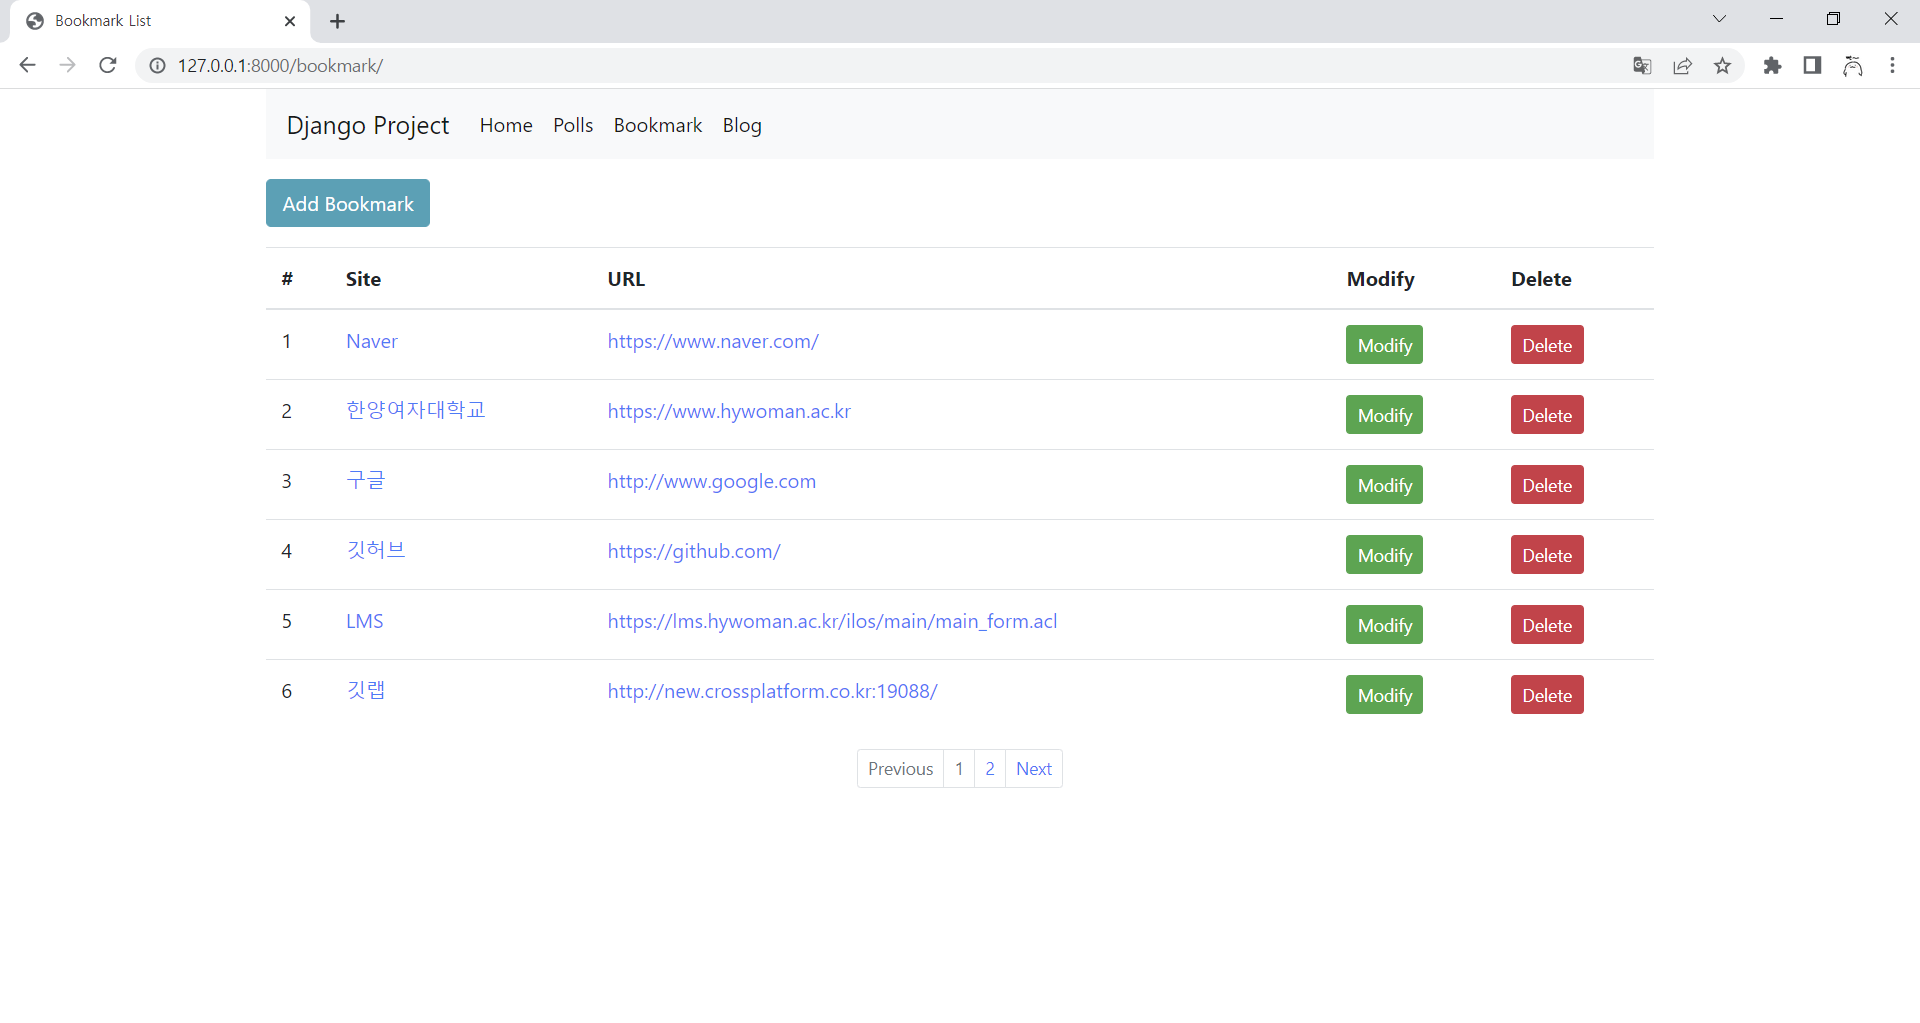 Bookmark List
127.0.0.1:8000/bookmark/
Django Project Home Polls Bookmark Blog
Add Bookmark
# Site URL Modify Delete
1 Naver https://www.naver.com/ Modify Delete
2 한양여자대학교 https://www.hywoman.ac.kr Modify Delete
3 구글 http://www.google.com Modify Delete
4 깃허브 https://github.com/ Modify Delete
5 LMS https://lms.hywoman.ac.kr/ilos/main/main_form.acl Modify Delete
6 깃랩 http://new.crossplatform.co.kr:19088/ Modify Delete
Previous 1 2 Next